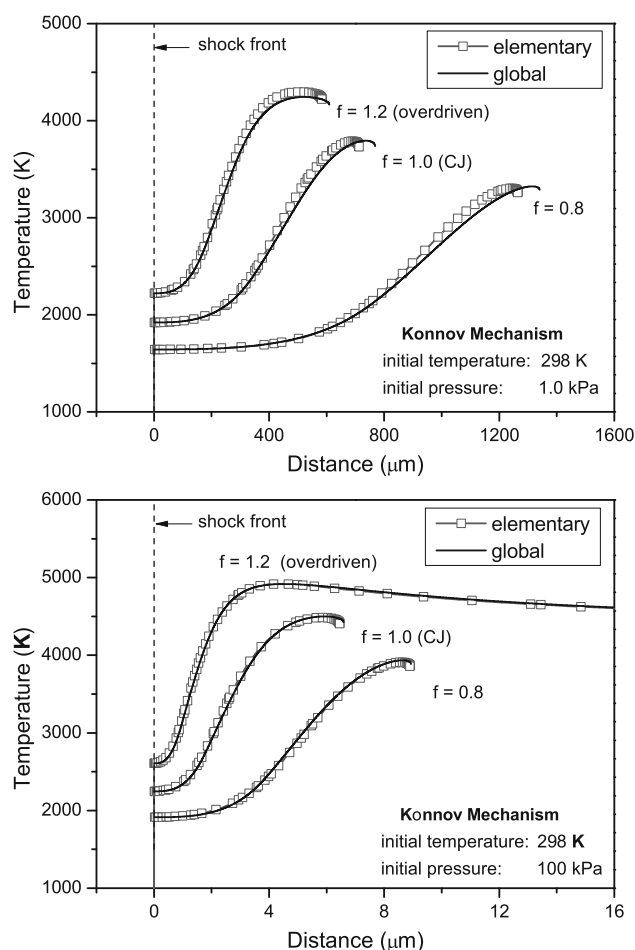 5000
4000
3000
2000
1000
Temperature (K)
shock front
elementary
global
f = 1.2 (overdriven)
f = 1.0 (CJ)
f = 0.8
Konnov Mechanism
initial temperature: 298 K
initial pressure: 1.0 kPa
0 400 800 1200 1600
Distance (μm)
6000
5000
4000
3000
2000
1000
Temperature (K)
shock front
elementary
global
f = 1.2 (overdriven)
f = 1.0 (CJ)
f = 0.8
Konnov Mechanism
initial temperature: 298 K
initial pressure: 100 kPa
0 4 8 12 16
Distance (μm)